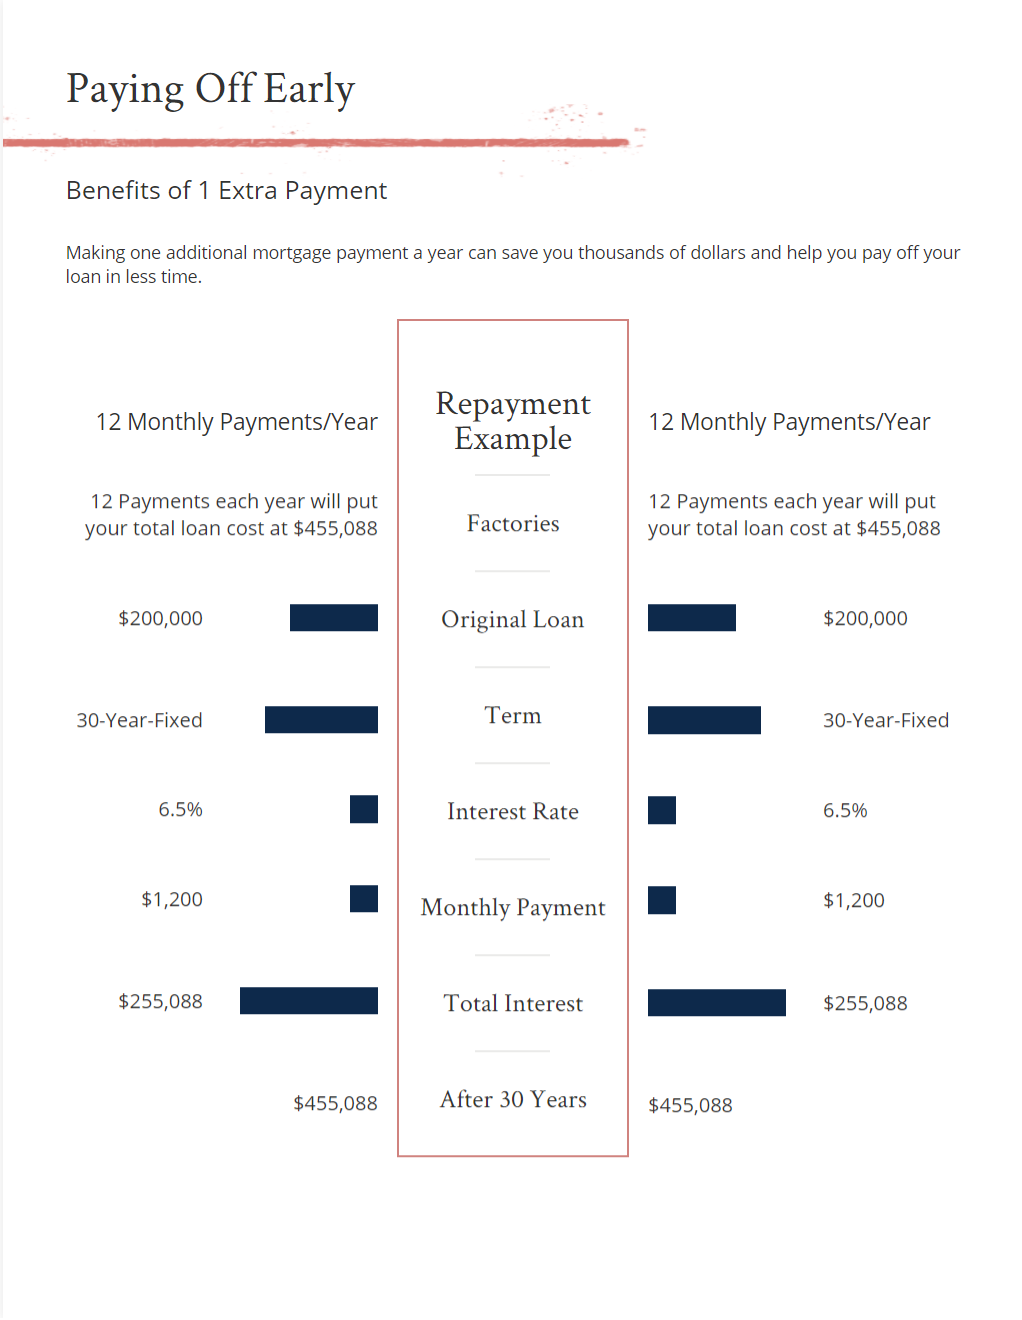 Paying Off Early
Benefits of 1 Extra Payment
Making one additional mortgage payment a year can save you thousands of dollars and help you pay off your
loan in less time.
12 Monthly Payments/Year
12 Payments each year will put
your total loan cost at $455,088
$200,000
30-Year-Fixed
6.5%
$1,200
$255,088
$455,088
Repayment
Example
Factories
Original Loan
Term
Interest Rate
Monthly Payment
Total Interest
After 30 Years
12 Monthly Payments/Year
12 Payments each year will put
your total loan cost at $455,088
$200,000
30-Year-Fixed
6.5%
$1,200
$255,088
$455,088